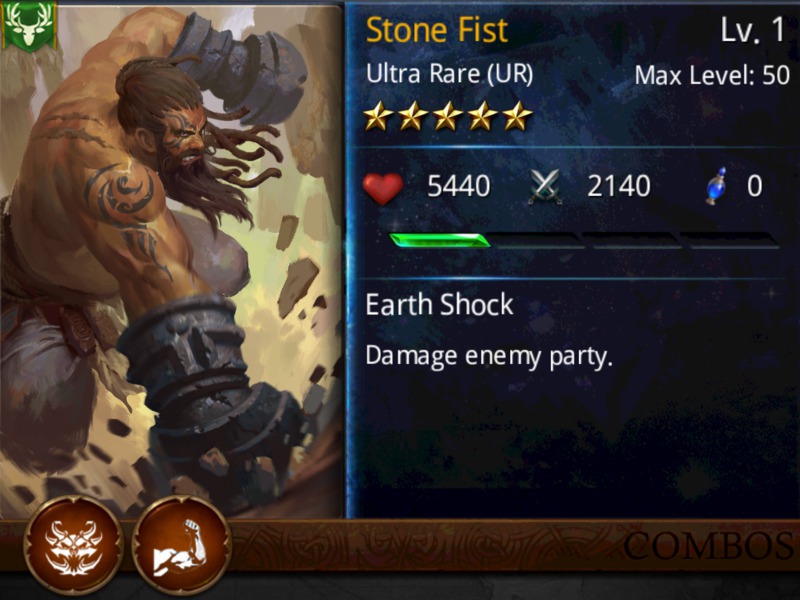 Stone Fist Lv. 1
Ultra Rare (UR) Max Level: 50
5440 2140 0
Earth Shock
Damage enemy party.
COMBOS